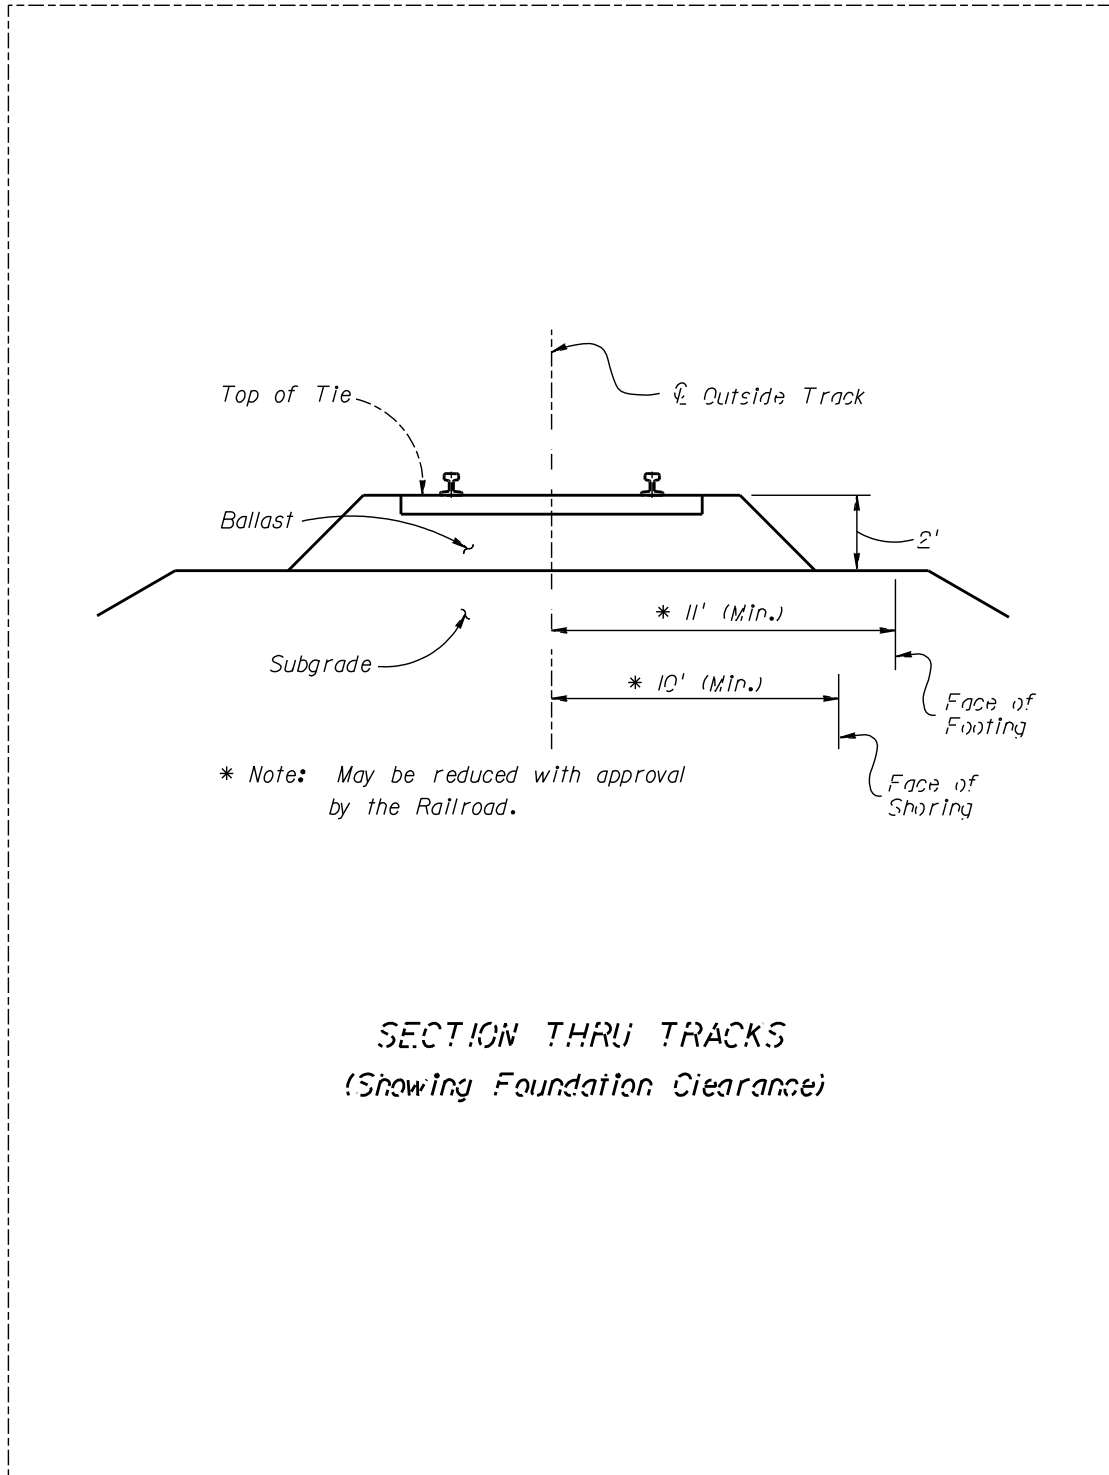 Top of Tie
℄ Outside Track
Ballast
2'
* 11' (Min.)
Subgrade
* 10' (Min.)
Face of
Footing
* Note: May be reduced with approval
by the Railroad.
Face of
Shoring
SECTION THRU TRACKS
(Showing Foundation Clearance)